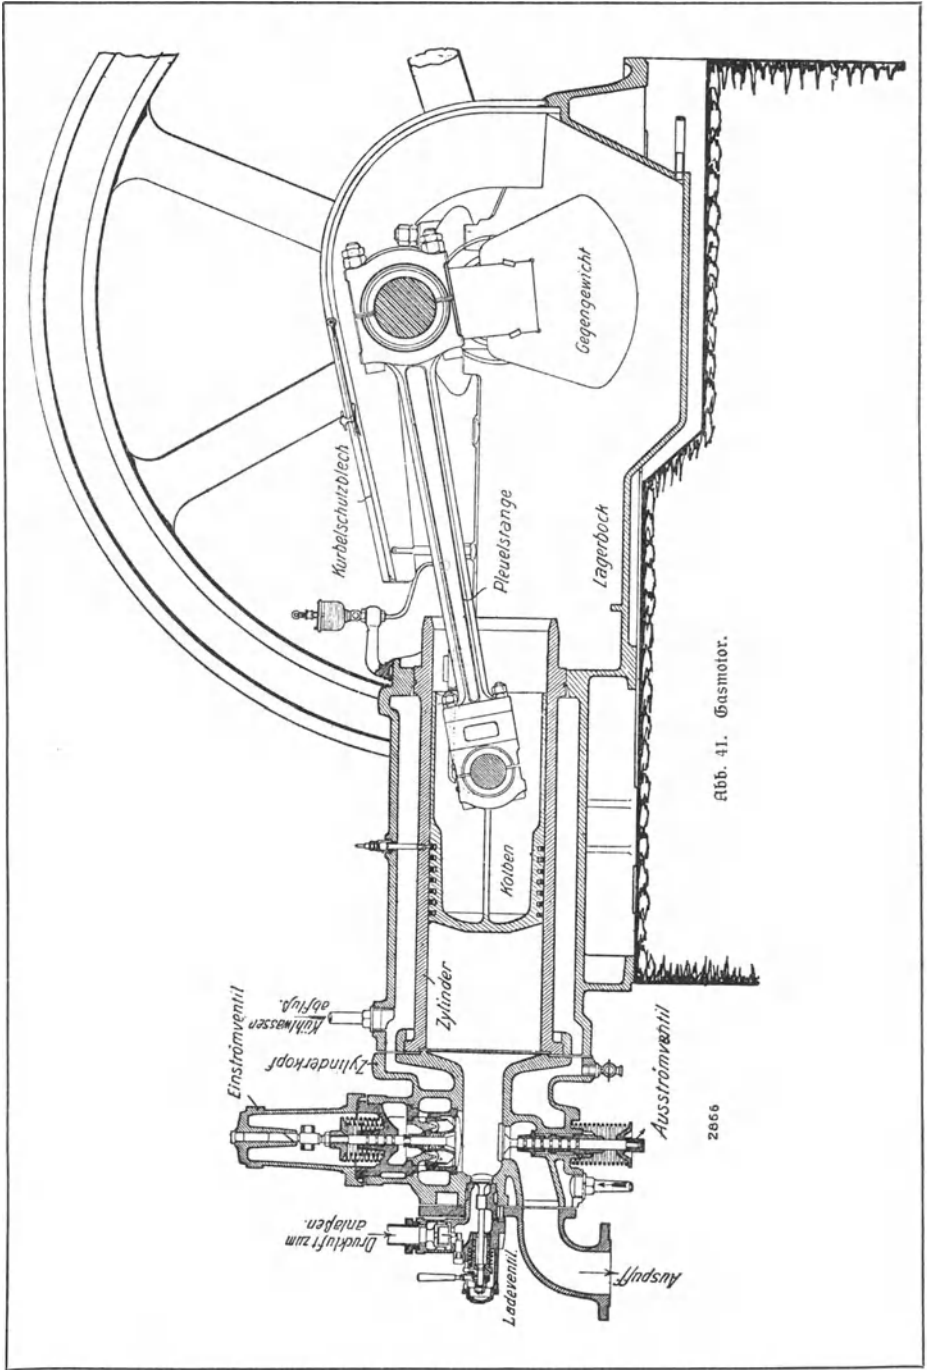 Einströmventil
Kühlwasser
abfluß.
Zylinderkopf
Druckluft zum
anlaßen.
Ladeventil.
Auspuff
Ausströmventil
Zylinder
Kolben
Kurbelschutzblech
Pleuelstange
Gegengewicht
Lagerbock
2866
Abb. 41. Gasmotor.